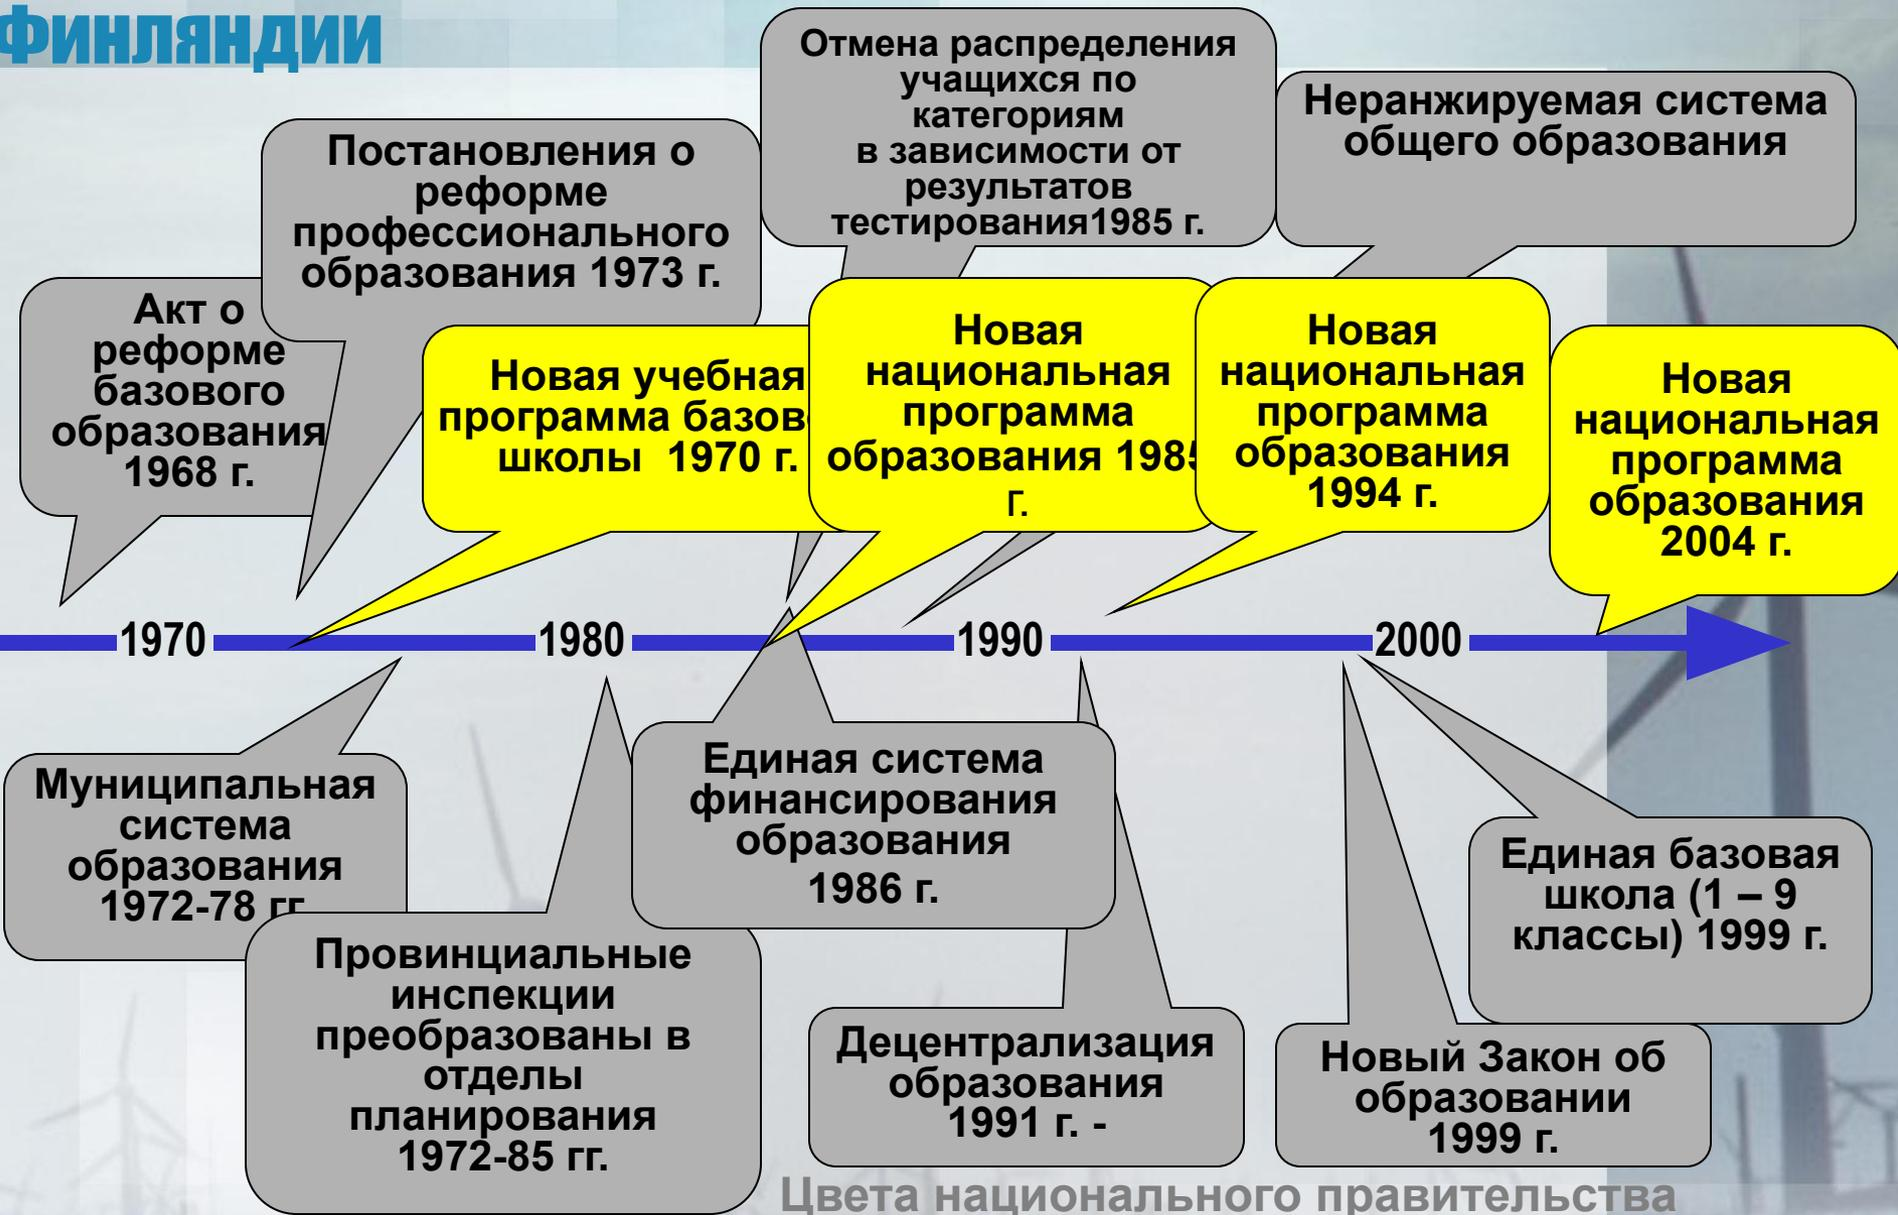 Финляндии
Отмена распределения
учащихся по
категориям
в зависимости от
результатов
тестирования1985 г.
Неранжируемая система
общего образования
Постановления о
реформе
профессионального
образования 1973 г.
Акт о
реформе
базового
образования
1968 г.
Новая учебная
программа базов
школы 1970 г.
Новая
национальная
программа
образования 1985
г.
Новая
национальная
программа
образования
1994 г.
Новая
национальная
программа
образования
2004 г.
1970
1980
1990
2000
Муниципальная
система
образования
1972-78 гг
Провинциальные
инспекции
преобразованы в
отделы
планирования
1972-85 гг.
Единая система
финансирования
образования
1986 г.
Децентрализация
образования
1991 г. -
Единая базовая
школа (1 – 9
классы) 1999 г.
Новый Закон об
образовании
1999 г.
Цвета национального правительства